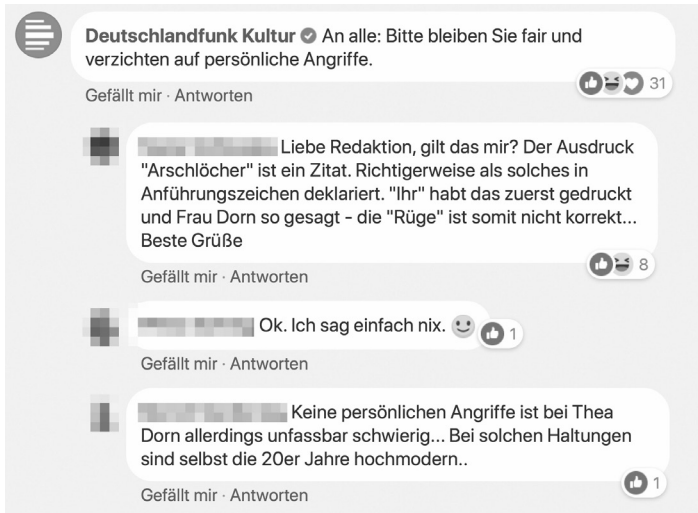 Deutschlandfunk Kultur An alle: Bitte bleiben Sie fair und
verzichten auf persönliche Angriffe.
31
Gefällt mir · Antworten
Liebe Redaktion, gilt das mir? Der Ausdruck
"Arschlöcher" ist ein Zitat. Richtigerweise als solches in
Anführungszeichen deklariert. "Ihr" habt das zuerst gedruckt
und Frau Dorn so gesagt – die "Rüge" ist somit nicht korrekt...
Beste Grüße
8
Gefällt mir · Antworten
Ok. Ich sag einfach nix.
1
Gefällt mir · Antworten
Keine persönlichen Angriffe ist bei Thea
Dorn allerdings unfassbar schwierig... Bei solchen Haltungen
sind selbst die 20er Jahre hochmodern..
1
Gefällt mir · Antworten